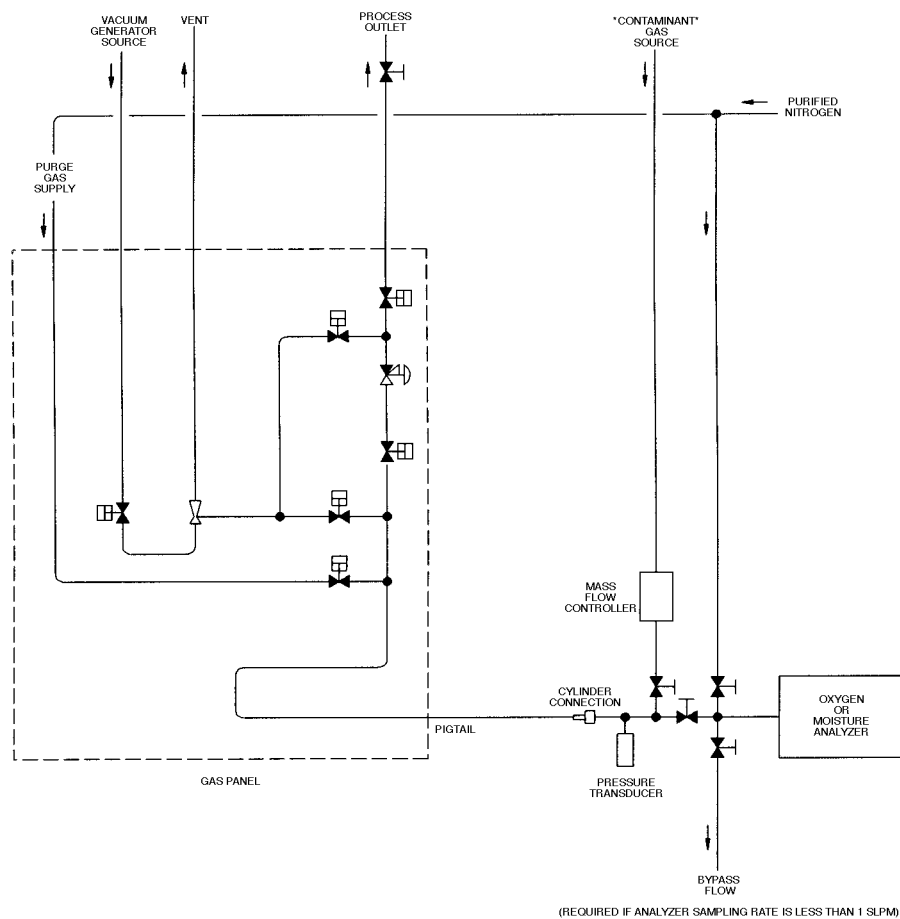 VACUUM
GENERATOR
SOURCE
VENT
PROCESS
OUTLET
"CONTAMINANT"
GAS
SOURCE
PURIFIED
NITROGEN
PURGE
GAS
SUPPLY
MASS
FLOW
CONTROLLER
CYLINDER
CONNECTION
OXYGEN
OR
MOISTURE
ANALYZER
PIGTAIL
GAS PANEL
PRESSURE
TRANSDUCER
BYPASS
FLOW
(REQUIRED IF ANALYZER SAMPLING RATE IS LESS THAN 1 SLPM)